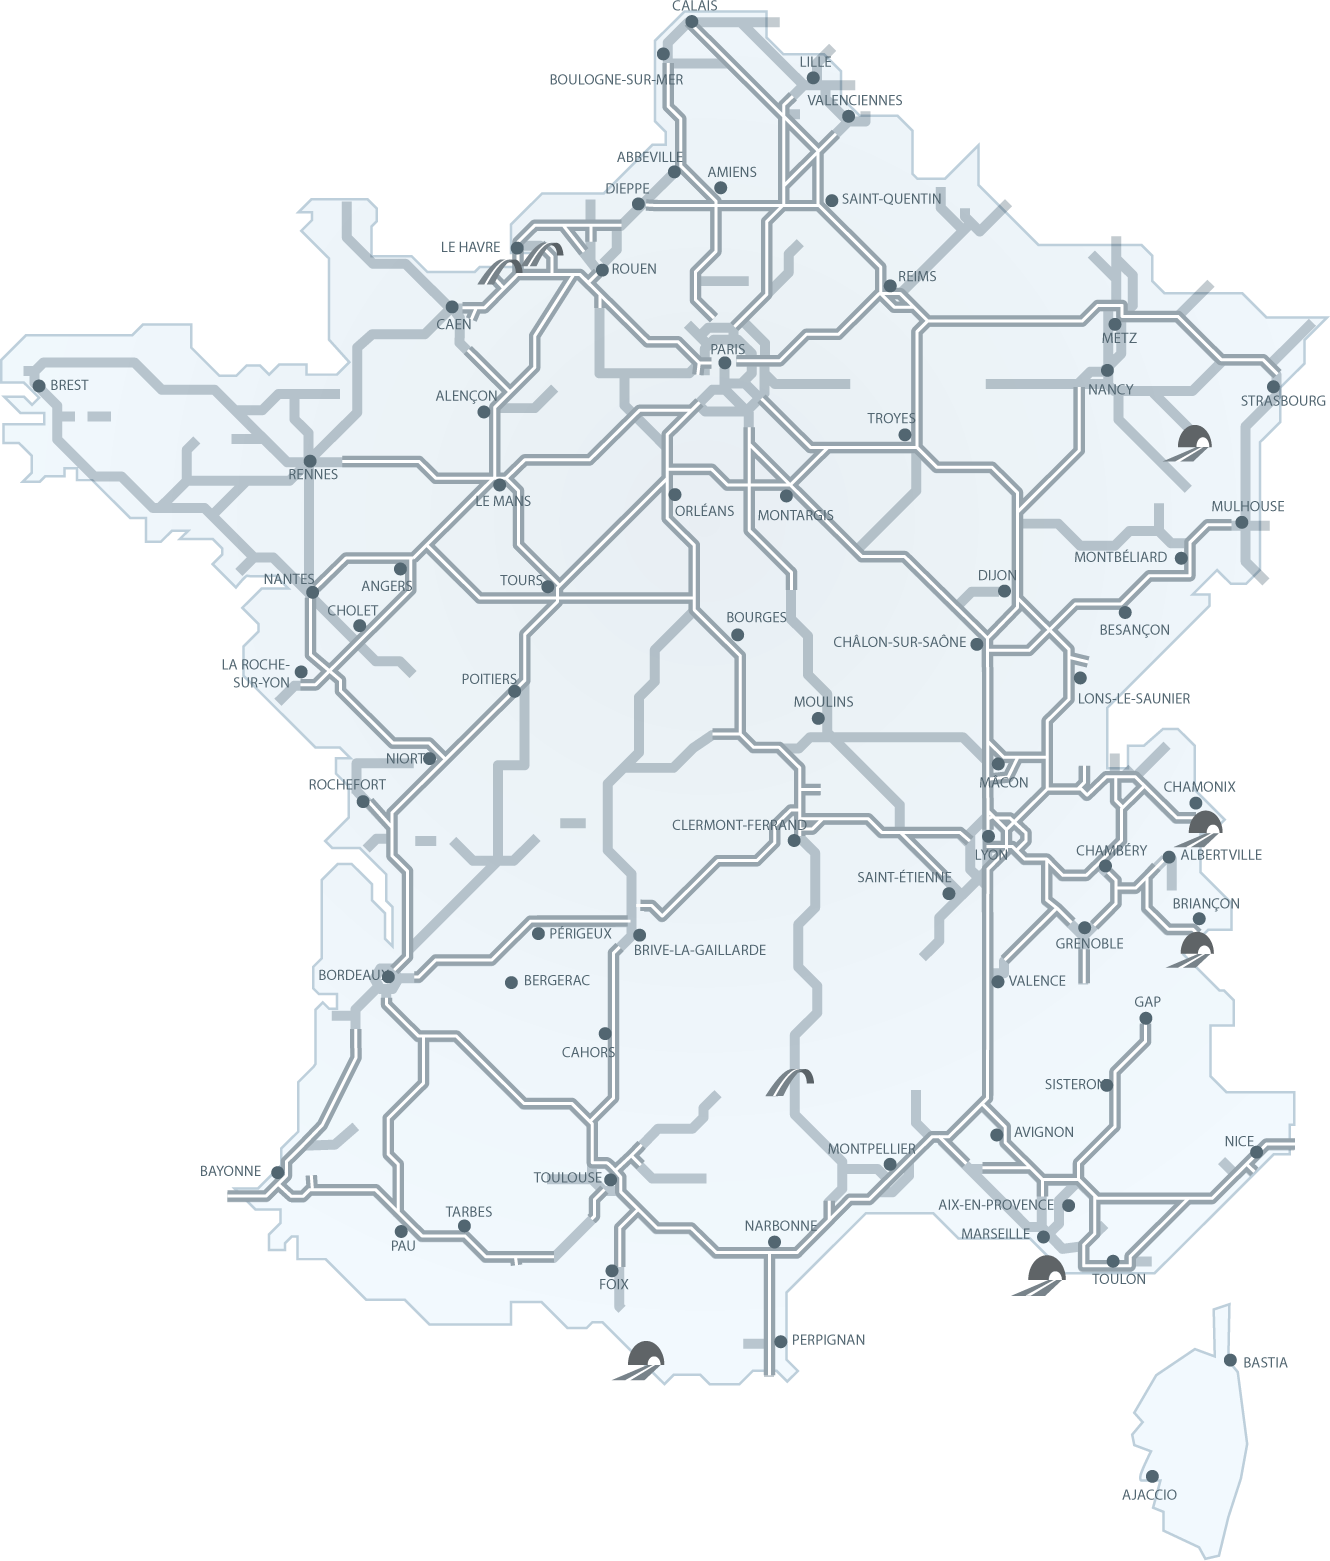 CALAIS
LILLE
BOULOGNE-SUR-MER
VALENCIENNES
ABBEVILLE
AMIENS
DIEPPE
SAINT-QUENTIN
LE HAVRE
ROUEN
REIMS
CAEN
METZ
PARIS
BREST
NANCY
ALENÇON
STRASBOURG
TROYES
RENNES
LE MANS
ORLÉANS
MONTARGIS
MULHOUSE
MONTBÉLIARD
NANTES
ANGERS
TOURS
DIJON
CHOLET
BOURGES
BESANÇON
CHÂLON-SUR-SAÔNE
LA ROCHE-
SUR-YON
POITIERS
LONS-LE-SAUNIER
MOULINS
NIORT
ROCHEFORT
MÂCON
CHAMONIX
CLERMONT-FERRAND
LYON
CHAMBÉRY
ALBERTVILLE
SAINT-ÉTIENNE
BRIANÇON
PÉRIGEUX
GRENOBLE
BRIVE-LA-GAILLARDE
BORDEAUX
BERGERAC
VALENCE
GAP
CAHORS
SISTERON
AVIGNON
NICE
MONTPELLIER
BAYONNE
TOULOUSE
AIX-EN-PROVENCE
TARBES
NARBONNE
MARSEILLE
PAU
TOULON
FOIX
PERPIGNAN
BASTIA
AJACCIO